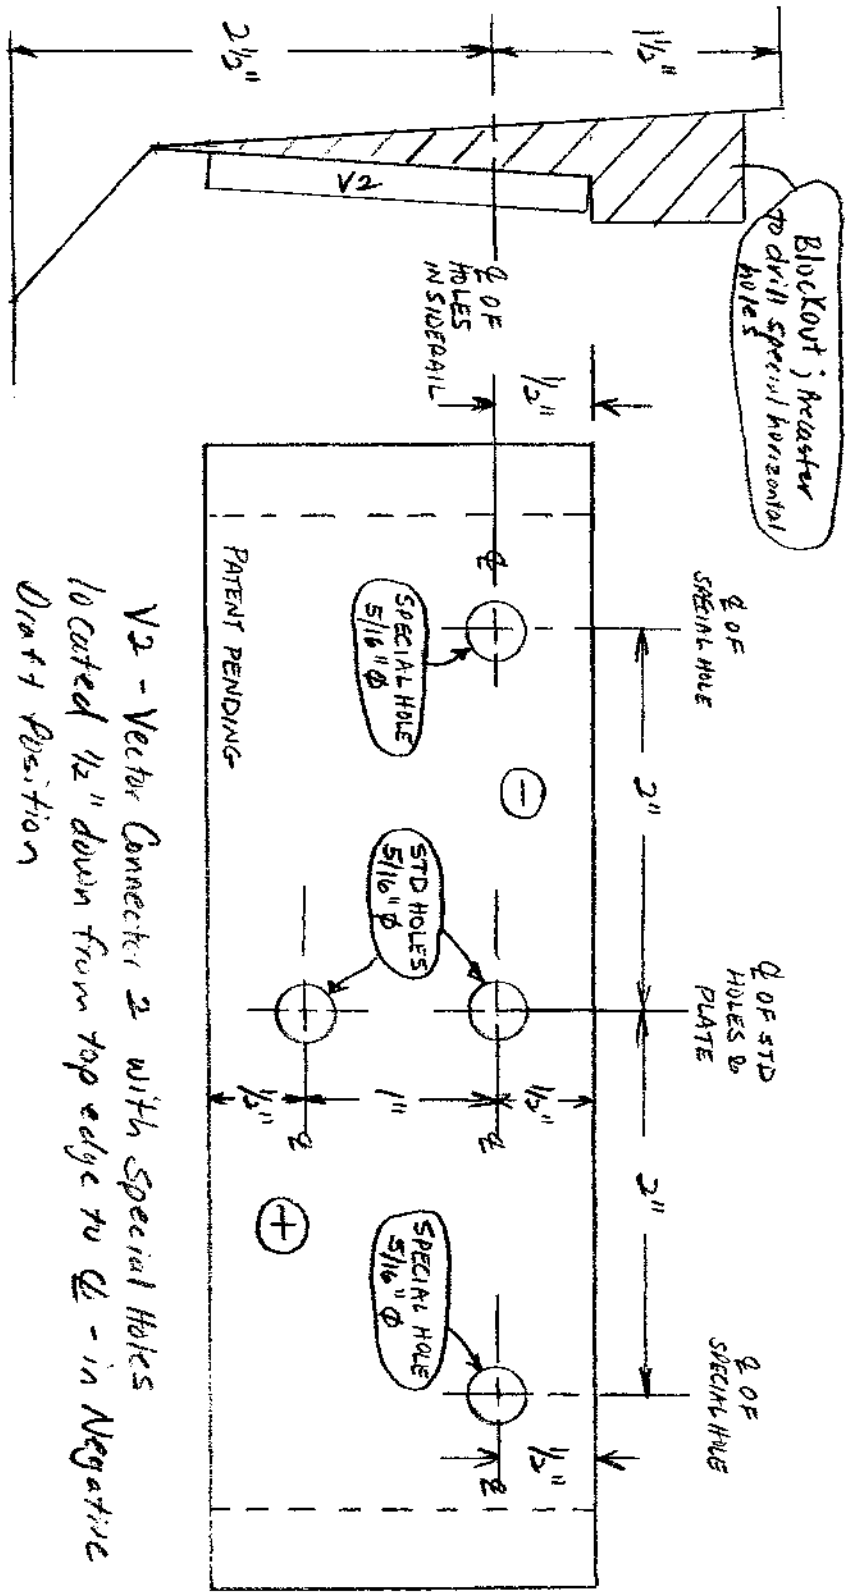 2½"
1½"
V2
Blockout; Precaster
to drill special horizontal
holes
℄ OF
HOLES
IN SIDERAIL
½"
℄ OF
SPECIAL HOLE
2"
℄ OF STD
HOLES &
PLATE
2"
℄ OF
SPECIAL HOLE
℄
SPECIAL HOLE
5/16" Ø
PATENT PENDING
-
STD HOLES
5/16" Ø
½"
1"
½"
℄
℄
+
SPECIAL HOLE
5/16" Ø
½"
℄
V2 - Vector Connector 2 with Special Holes
located ½" down from top edge to ℄ - in Negative
Draft Position